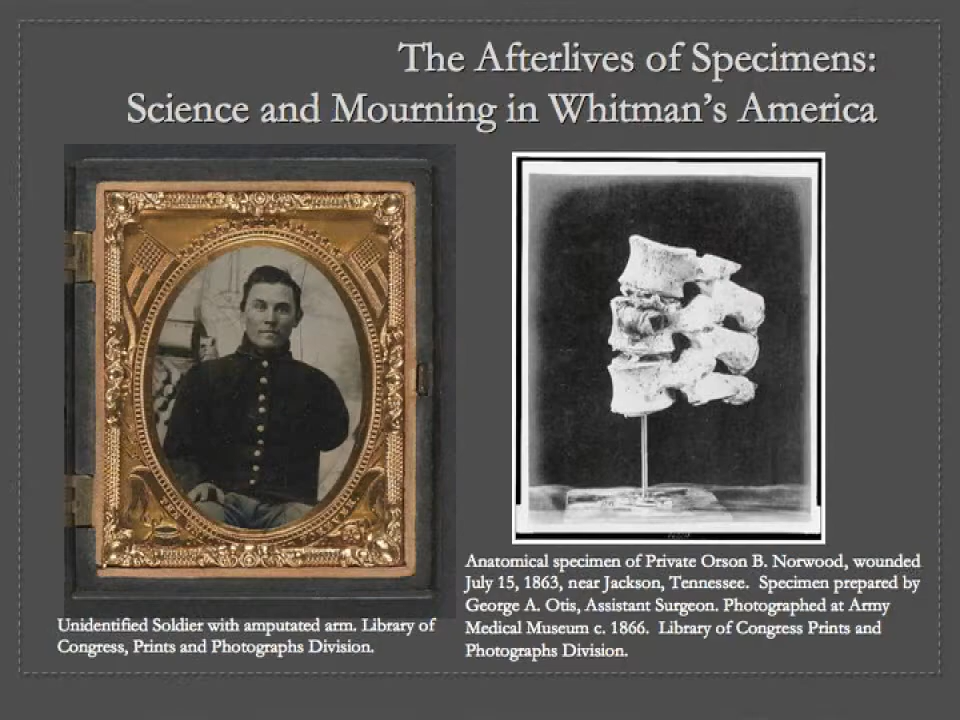 The Afterlives of Specimens:
Science and Mourning in Whitman's America
Unidentified Soldier with amputated arm. Library of
Congress, Prints and Photographs Division.
Anatomical specimen of Private Orson B. Norwood, wounded
July 15, 1863, near Jackson, Tennessee. Specimen prepared by
George A. Otis, Assistant Surgeon. Photographed at Army
Medical Museum c. 1866. Library of Congress Prints and
Photographs Division.